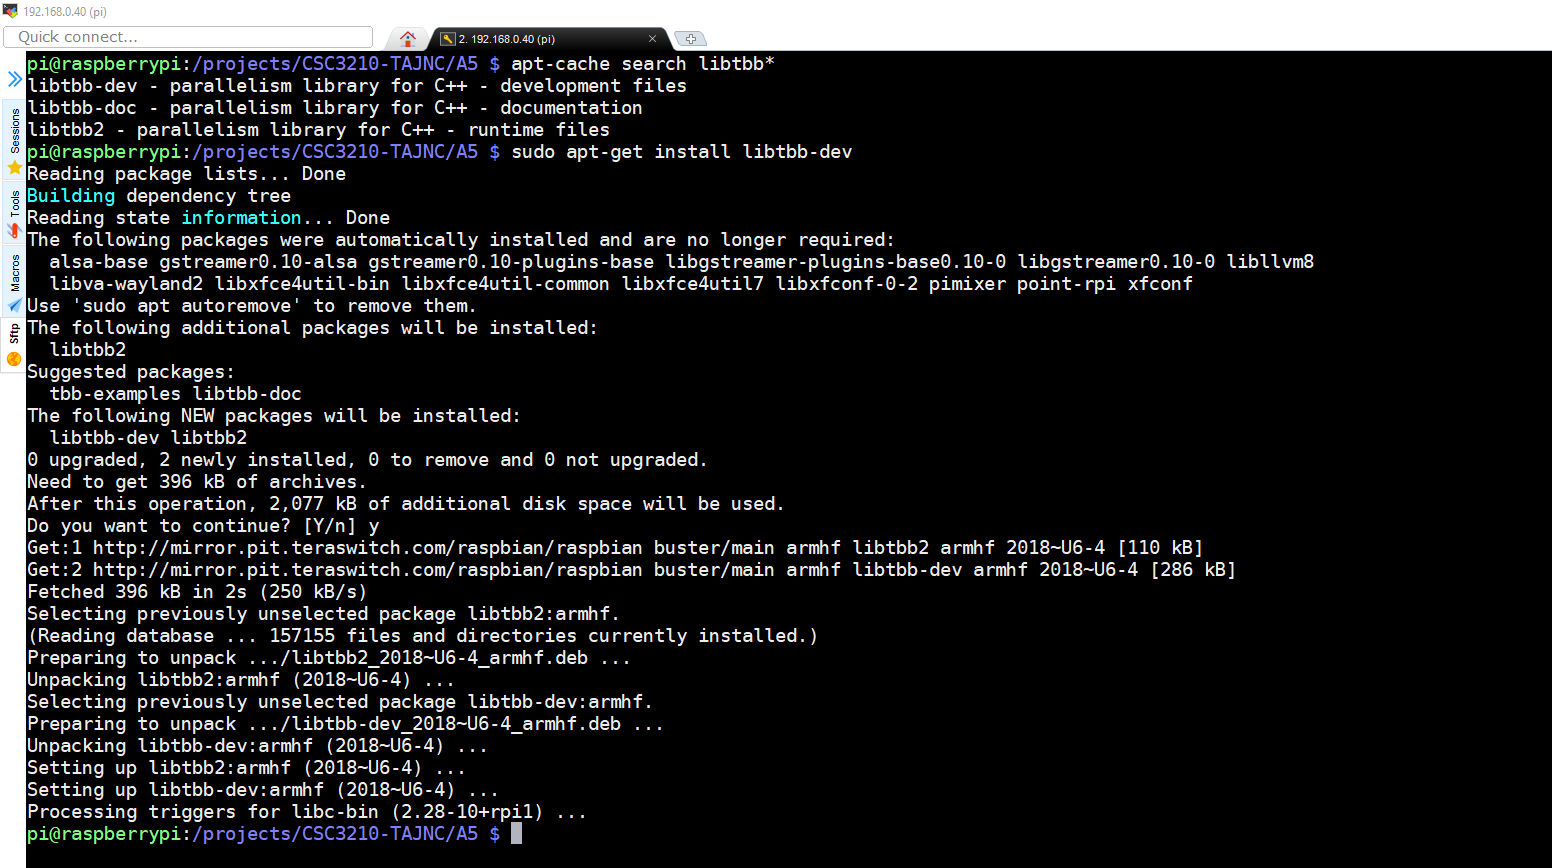 192.168.0.40 (pi)
Quick connect...
2. 192.168.0.40 (pi)
Sessions
Tools
Macros
Sftp
pi@raspberrypi:/projects/CSC3210-TAJNC/A5 $ apt-cache search libtbb*
libtbb-dev - parallelism library for C++ - development files
libtbb-doc - parallelism library for C++ - documentation
libtbb2 - parallelism library for C++ - runtime files
pi@raspberrypi:/projects/CSC3210-TAJNC/A5 $ sudo apt-get install libtbb-dev
Reading package lists... Done
Building dependency tree
Reading state information... Done
The following packages were automatically installed and are no longer required:
  alsa-base gstreamer0.10-alsa gstreamer0.10-plugins-base libgstreamer-plugins-base0.10-0 libgstreamer0.10-0 libllvm8
  libva-wayland2 libxfce4util-bin libxfce4util-common libxfce4util7 libxfconf-0-2 pimixer point-rpi xfconf
Use 'sudo apt autoremove' to remove them.
The following additional packages will be installed:
  libtbb2
Suggested packages:
  tbb-examples libtbb-doc
The following NEW packages will be installed:
  libtbb-dev libtbb2
0 upgraded, 2 newly installed, 0 to remove and 0 not upgraded.
Need to get 396 kB of archives.
After this operation, 2,077 kB of additional disk space will be used.
Do you want to continue? [Y/n] y
Get:1 http://mirror.pit.teraswitch.com/raspbian/raspbian buster/main armhf libtbb2 armhf 2018~U6-4 [110 kB]
Get:2 http://mirror.pit.teraswitch.com/raspbian/raspbian buster/main armhf libtbb-dev armhf 2018~U6-4 [286 kB]
Fetched 396 kB in 2s (250 kB/s)
Selecting previously unselected package libtbb2:armhf.
(Reading database ... 157155 files and directories currently installed.)
Preparing to unpack .../libtbb2_2018~U6-4_armhf.deb ...
Unpacking libtbb2:armhf (2018~U6-4) ...
Selecting previously unselected package libtbb-dev:armhf.
Preparing to unpack .../libtbb-dev_2018~U6-4_armhf.deb ...
Unpacking libtbb-dev:armhf (2018~U6-4) ...
Setting up libtbb2:armhf (2018~U6-4) ...
Setting up libtbb-dev:armhf (2018~U6-4) ...
Processing triggers for libc-bin (2.28-10+rpi1) ...
pi@raspberrypi:/projects/CSC3210-TAJNC/A5 $